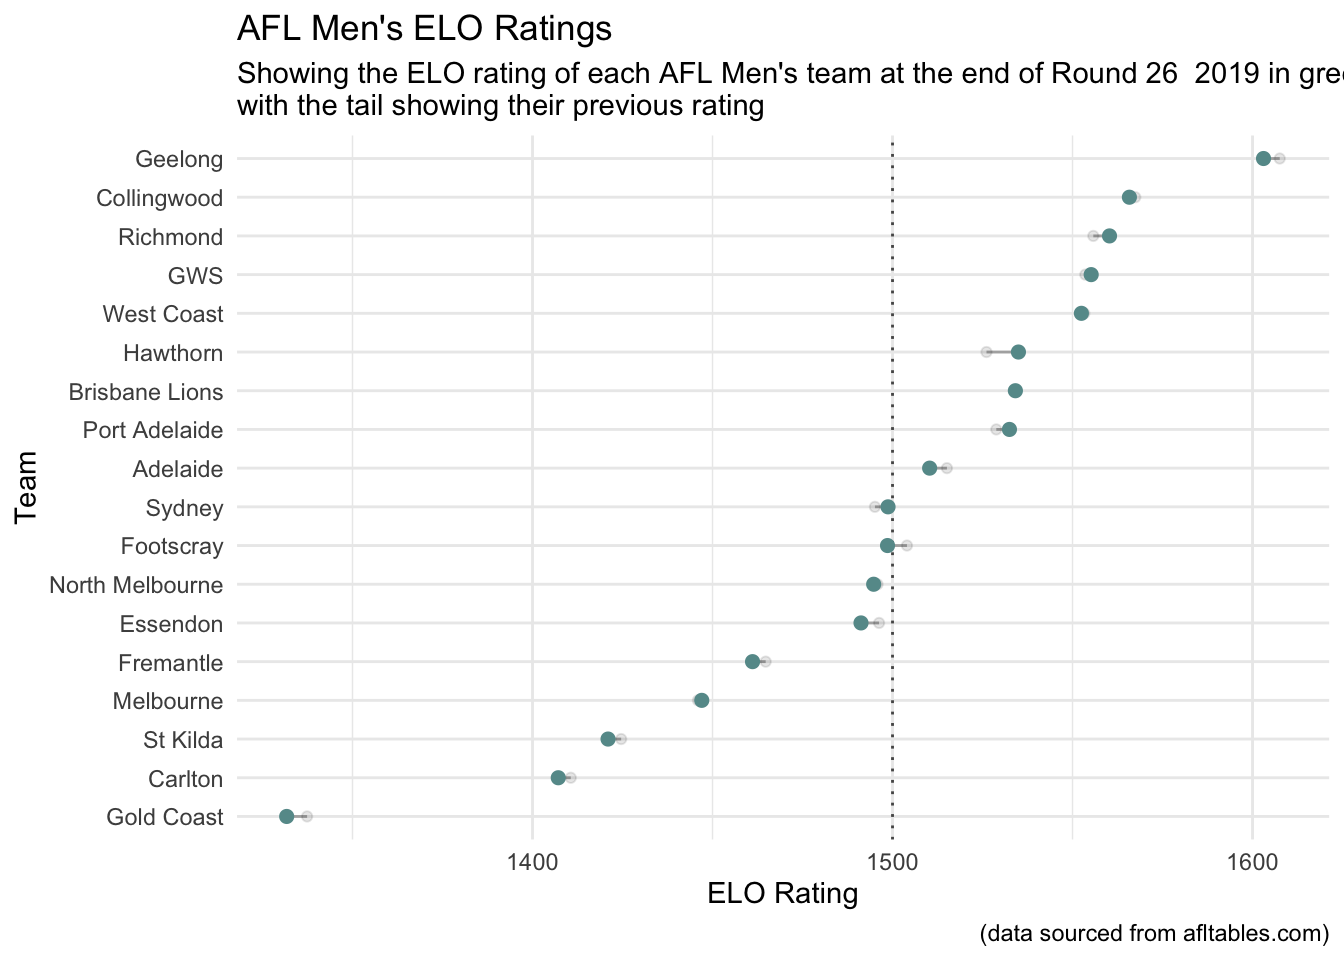 AFL Men's ELO Ratings
Showing the ELO rating of each AFL Men's team at the end of Round 26  2019 in
with the tail showing their previous rating
Geelong
Collingwood
Richmond
GWS
West Coast
Hawthorn
Brisbane Lions
Port Adelaide
Adelaide
Sydney
Footscray
North Melbourne
Essendon
Fremantle
Melbourne
St Kilda
Carlton
Gold Coast
Team
1400 1500 1600
ELO Rating
(data sourced from afltables.com)